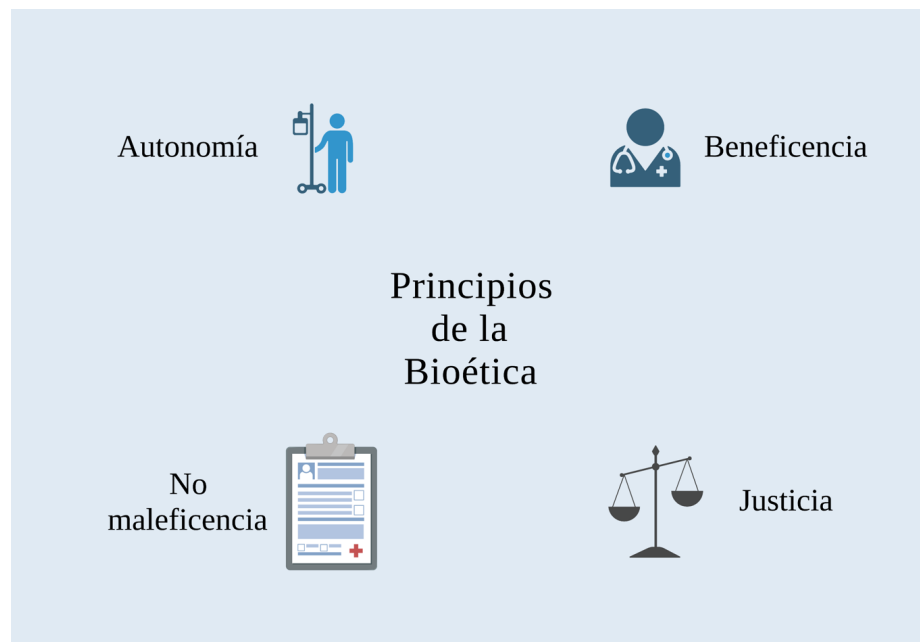 Autonomía
Beneficencia
Principios
de la
Bioética
No
maleficencia
Justicia